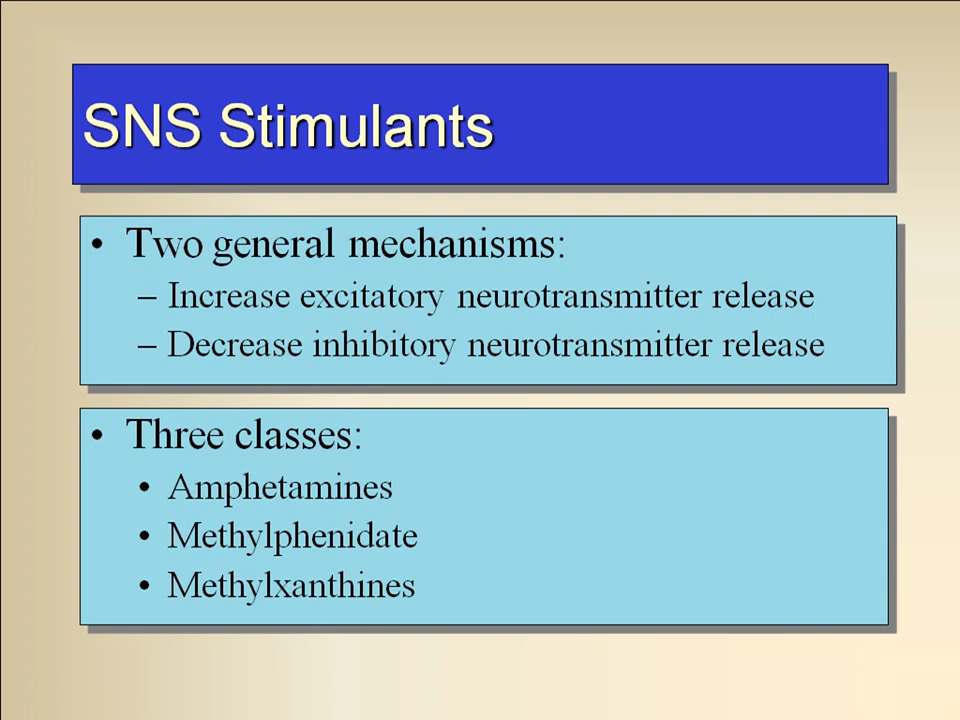 SNS Stimulants
• Two general mechanisms:
– Increase excitatory neurotransmitter release
– Decrease inhibitory neurotransmitter release
• Three classes:
• Amphetamines
• Methylphenidate
• Methylxanthines